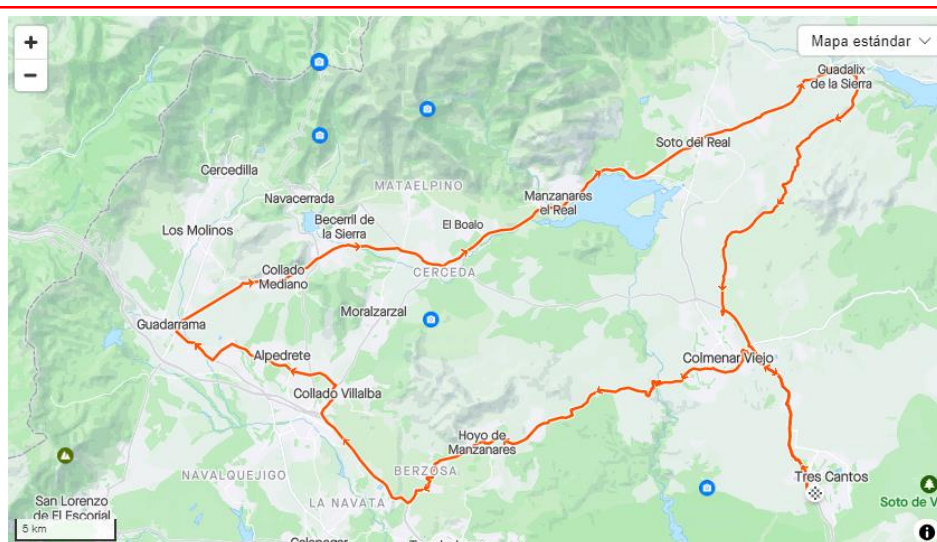 +
−
Mapa estándar
Guadalix
de la Sierra
Soto del Real
Cercedilla
MATAELPINO
Navacerrada
Manzanares
el Real
Becerril de
la Sierra
El Boalo
Los Molinos
CERCEDA
Collado
Mediano
Moralzarzal
Guadarrama
Alpedrete
Colmenar Viejo
Collado Villalba
Hoyo de
Manzanares
BERZOSA
NAVALQUEJIGO
Tres Cantos
LA NAVATA
San Lorenzo
de El Escorial
Soto de V
5 km